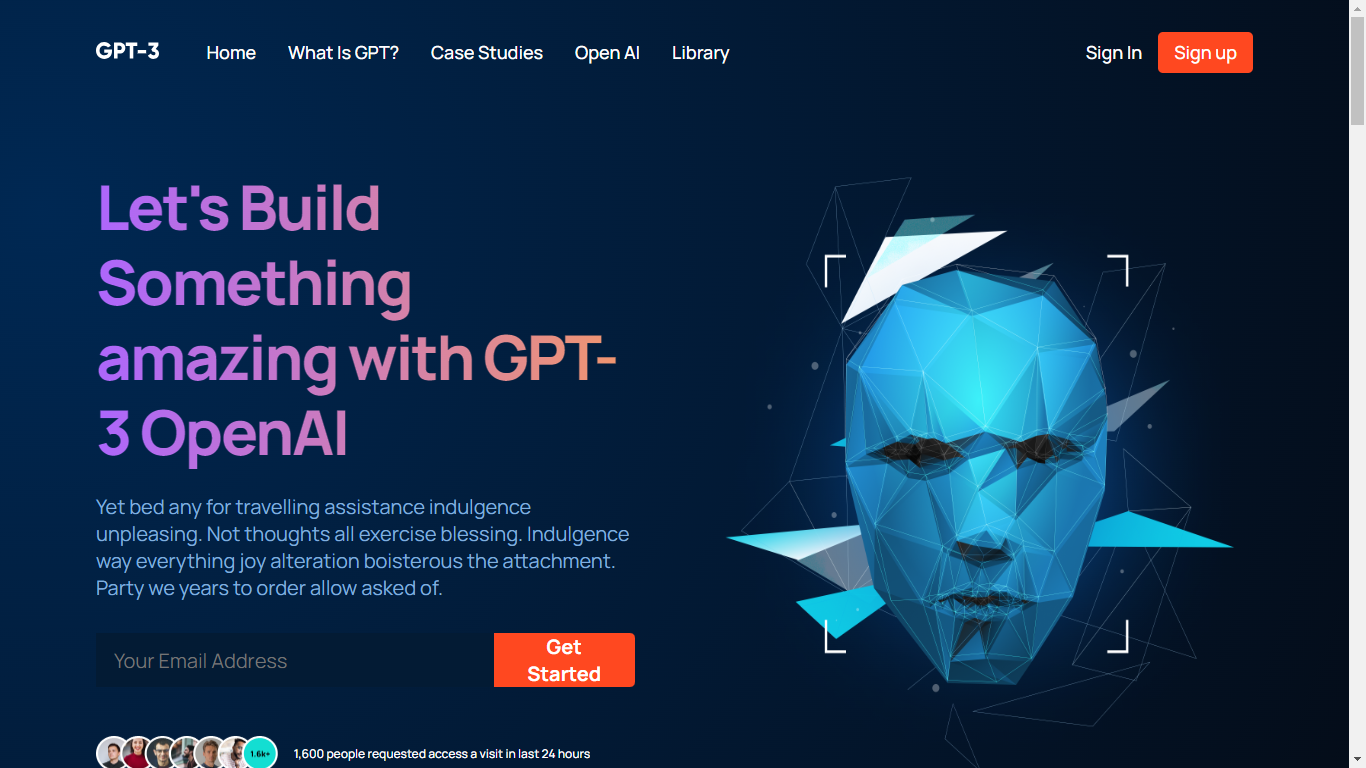 GPT-3 Home What Is GPT? Case Studies Open AI Library Sign In Sign up
Let's Build
Something
amazing with GPT-
3 OpenAI
Yet bed any for travelling assistance indulgence
unpleasing. Not thoughts all exercise blessing. Indulgence
way everything joy alteration boisterous the attachment.
Party we years to order allow asked of.
Your Email Address
Get
Started
1.6k+
1,600 people requested access a visit in last 24 hours